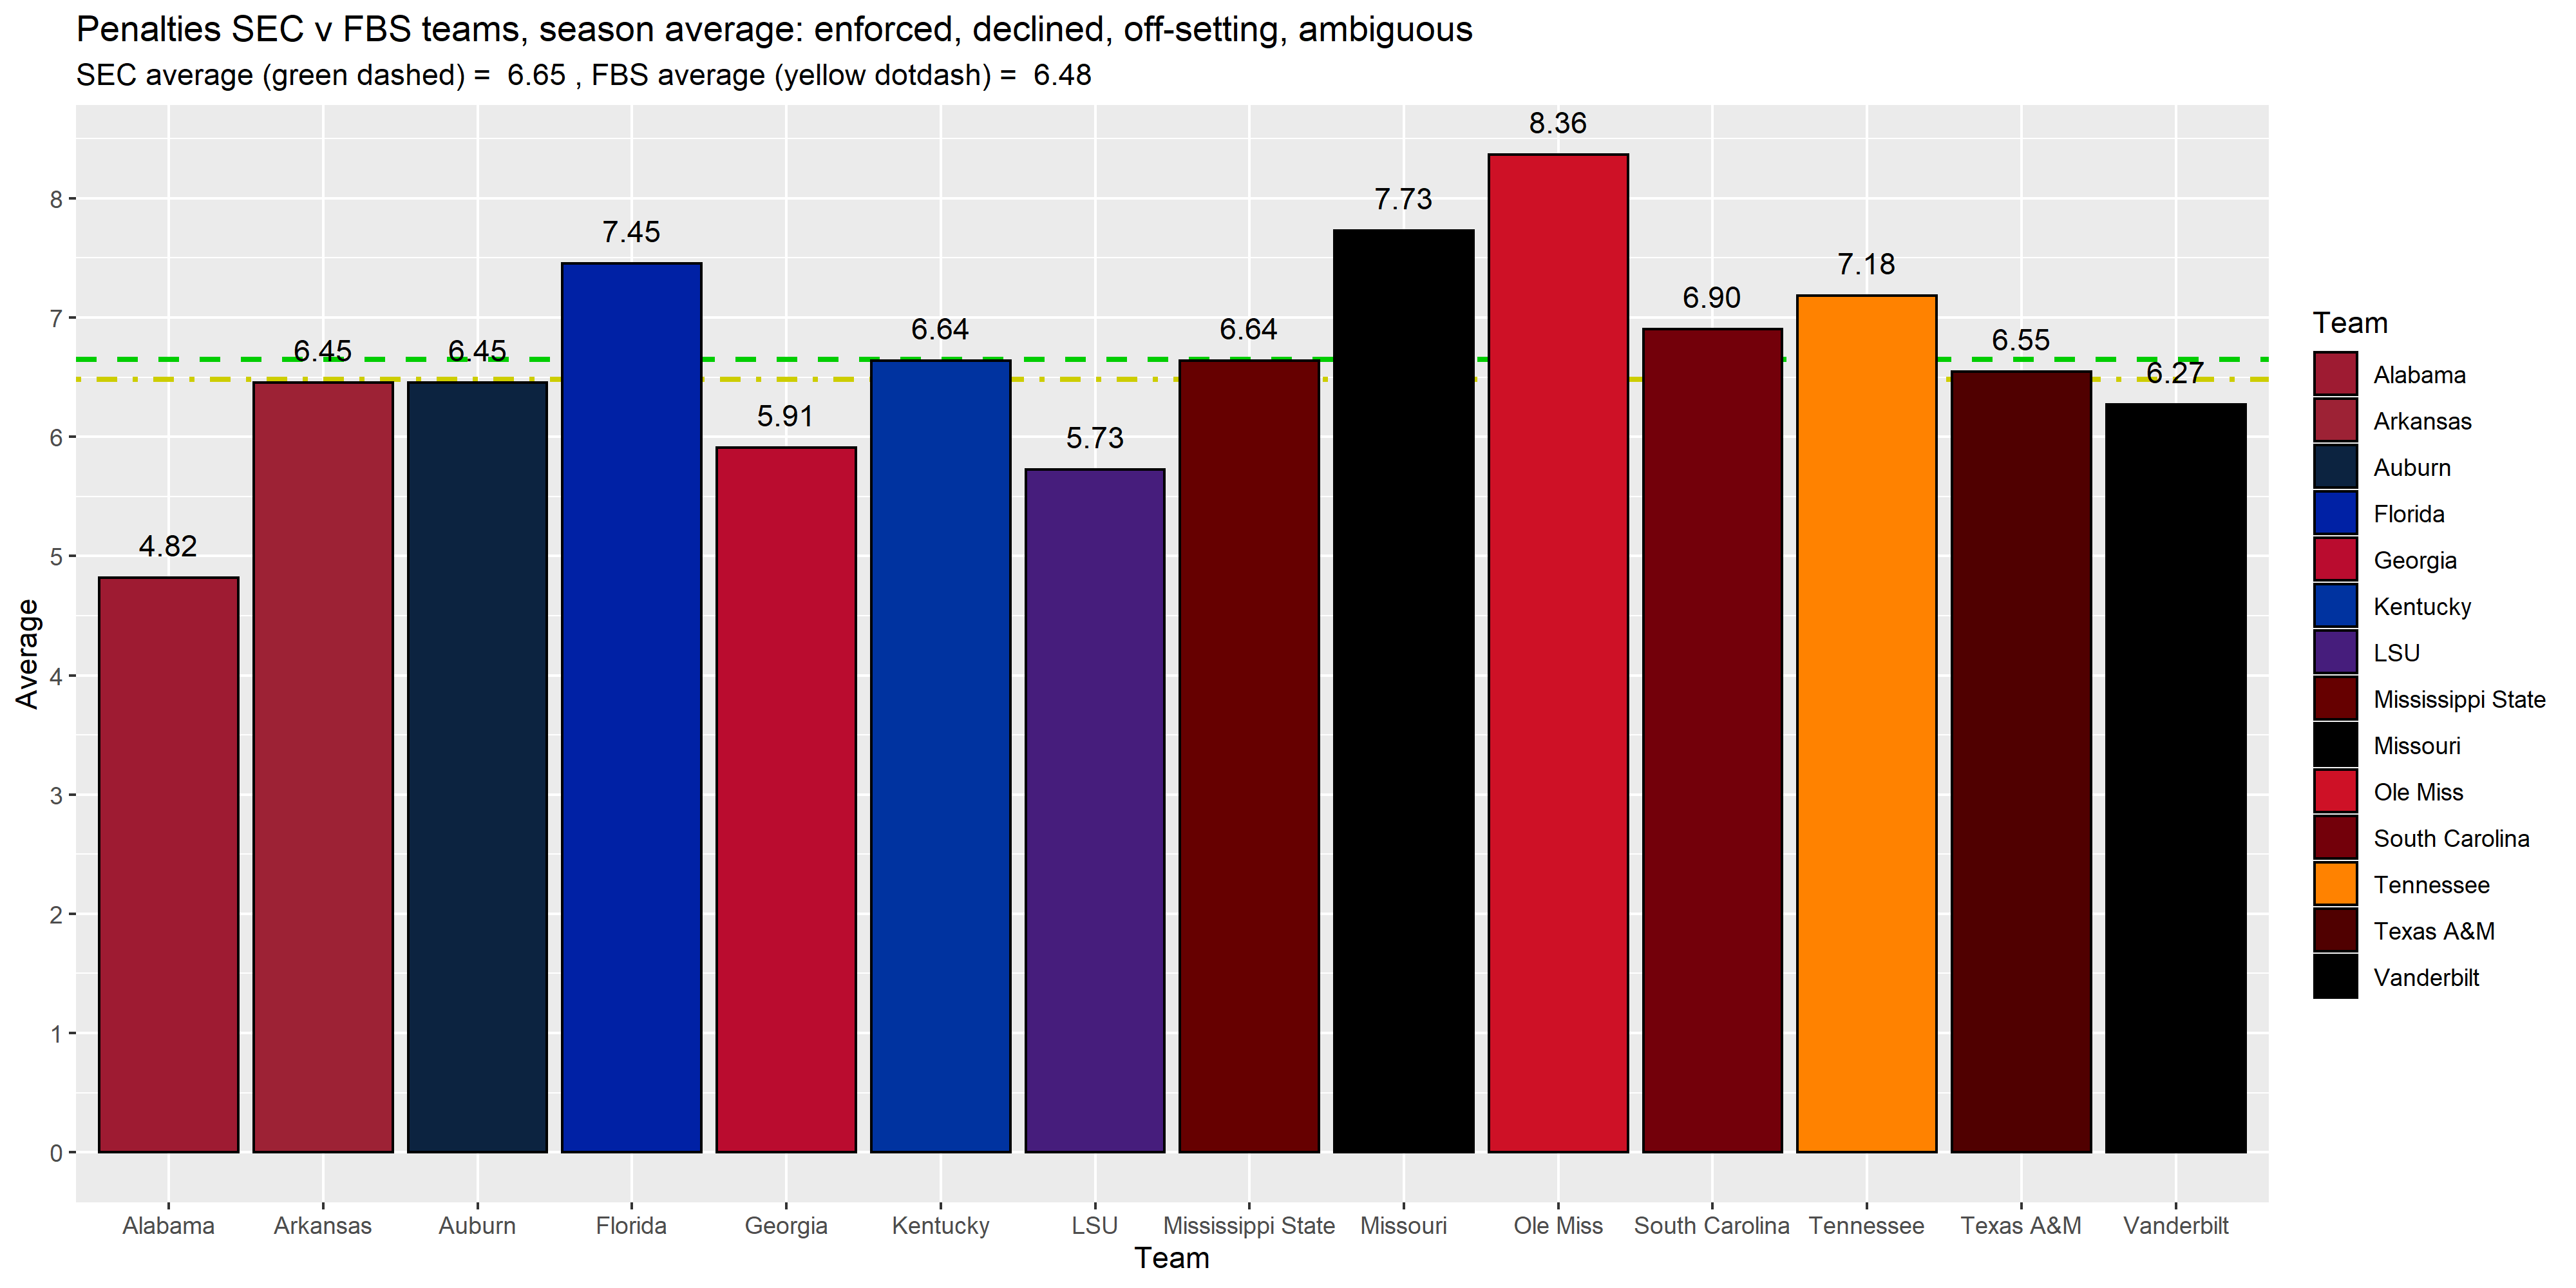 Penalties SEC v FBS teams, season average: enforced, declined, off-setting, ambiguous
SEC average (green dashed) =  6.65 , FBS average (yellow dotdash) =  6.48
8.36
7.73
7.45
7.18
6.90
6.64
6.64
6.55
6.45
6.45
6.27
5.91
5.73
4.82
8
7
6
5
4
3
2
1
0
Average
Alabama
Arkansas
Auburn
Florida
Georgia
Kentucky
LSU
Mississippi State
Missouri
Ole Miss
South Carolina
Tennessee
Texas A&M
Vanderbilt
Team
Team
Alabama
Arkansas
Auburn
Florida
Georgia
Kentucky
LSU
Mississippi State
Missouri
Ole Miss
South Carolina
Tennessee
Texas A&M
Vanderbilt